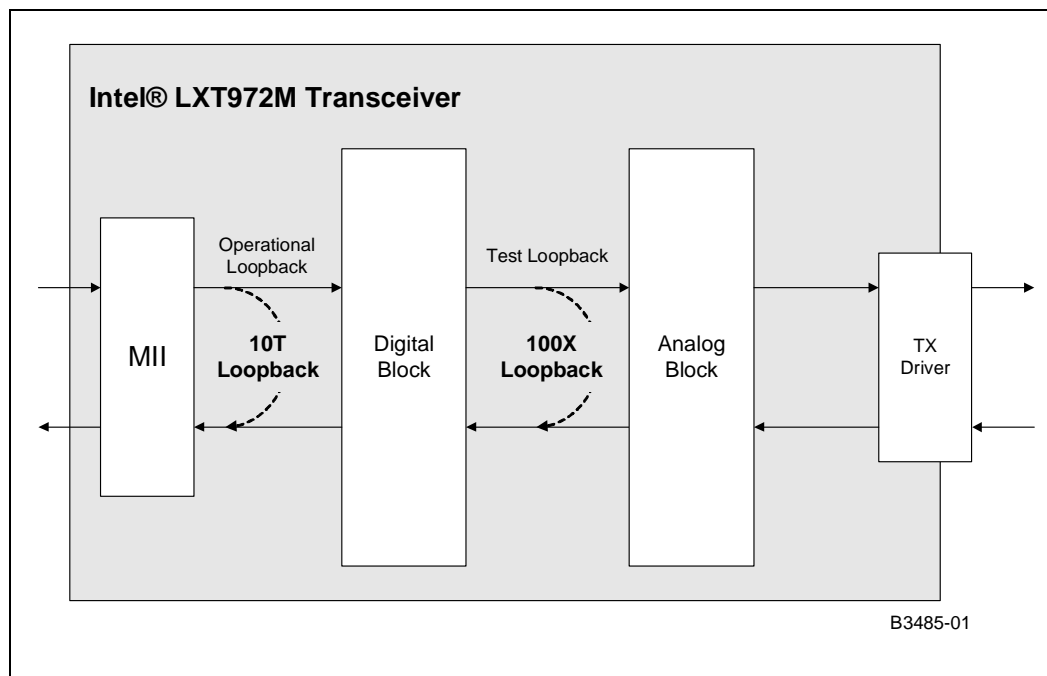 Intel® LXT972M Transceiver
Operational
Loopback
Test Loopback
MII
10T
Loopback
Digital
Block
100X
Loopback
Analog
Block
TX
Driver
B3485-01